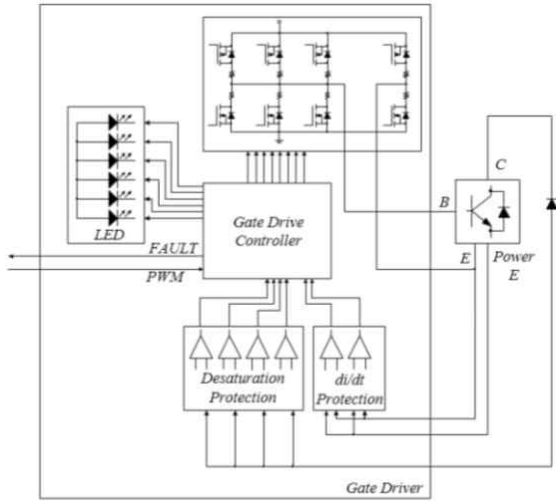 C
B
E
Power
E
LED
Gate Drive
Controller
FAULT
PWM
Desaturation
Protection
di/dt
Protection
Gate Driver